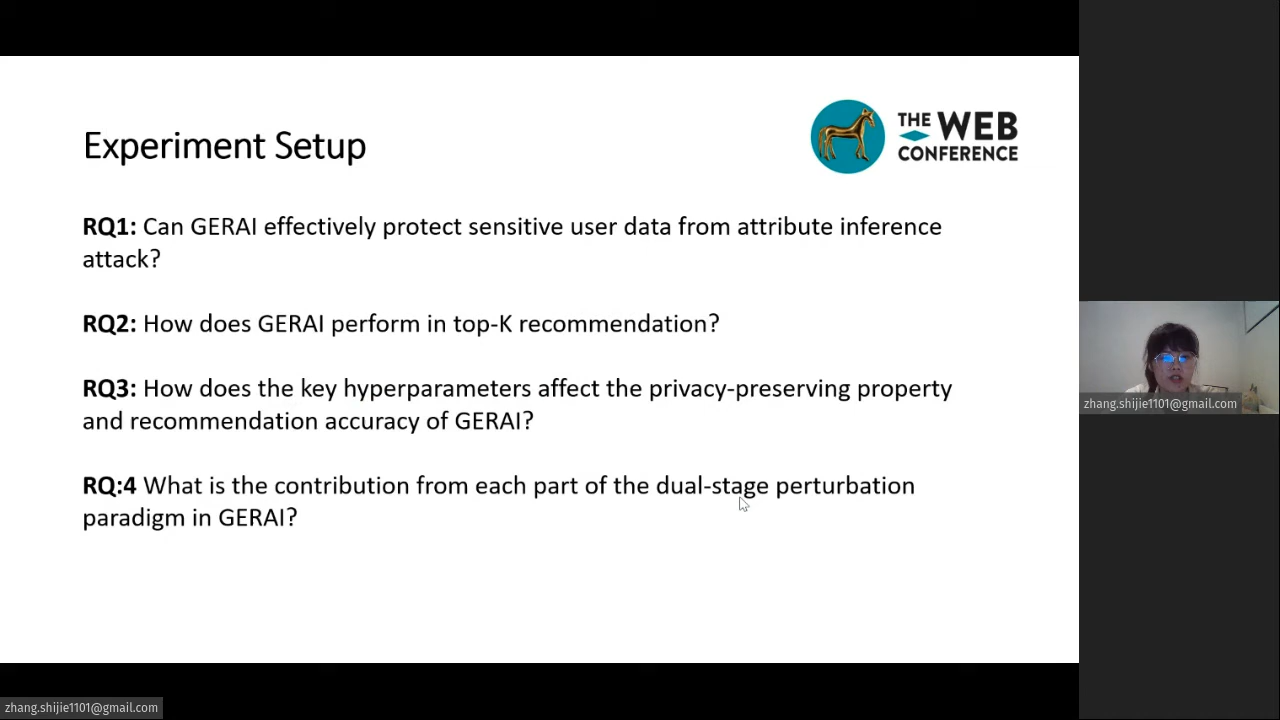 Experiment Setup
THE WEB
CONFERENCE
RQ1: Can GERAI effectively protect sensitive user data from attribute inference
attack?
RQ2: How does GERAI perform in top-K recommendation?
RQ3: How does the key hyperparameters affect the privacy-preserving property
and recommendation accuracy of GERAI?
RQ:4 What is the contribution from each part of the dual-stage perturbation
paradigm in GERAI?
zhang.shijie1101@gmail.com
zhang.shijie1101@gmail.com